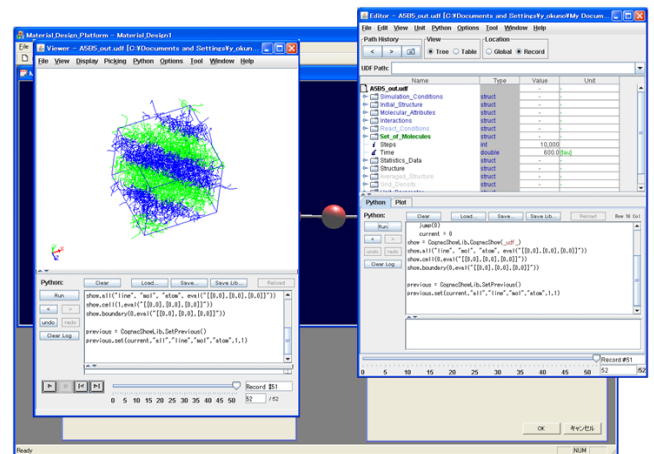 Material_Design_Platform - Material_Design1
Viewer - A5B5_out.udf [C:¥Documents and Settings¥y_okuno
File View Display Picking Python Options Tool Window Help
Python:
Clear Load... Save... Save Lib... Reload
Run
< >
undo redo
Clear Log
show.all("line", "mol", "atom", eval("[[0,0],[0,0],[0,0]]"))
show.cell(1,eval("[[0,0],[0,0],[0,0]]"))
show.boundary(0,eval("[[0,0],[0,0],[0,0]]"))
previous = CognacShowLib.SetPrevious()
previous.set(current,"all","line","mol","atom",1,1)
Record #51
0 5 10 15 20 25 30 35 40 45 50
52 /52
Ready
Editor - A5B5_out.udf [C:¥Documents and Settings¥y_okuno¥My Docum...
File Edit View Unit Python Options Tool Window Help
Path History View Location
< > Tree Table Global Record
UDF Path:
Name Type Value Unit
A5B5_out.udf - -
Simulation_Conditions struct - -
Initial_Structure struct - -
Molecular_Attributes struct - -
Interactions struct - -
React_Conditions struct - -
Set_of_Molecules struct - -
Steps int 10,000
Time double 600.0 [tau]
Statistics_Data struct - -
Structure struct - -
Averaged_Structure struct - -
Grid_Density struct - -
Python Plot
Python:
Clear Load... Save... Save Lib... Reload Row 16 Col
Run
< >
undo redo
Clear Log
jump(0)
current = 0
show = CognacShowLib.CognacShow(_udf_)
show.all("line", "mol", "atom", eval("[[0,0],[0,0],[0,0]]"))
show.cell(0,eval("[[0,0],[0,0],[0,0]]"))
show.boundary(0,eval("[[0,0],[0,0],[0,0]]"))
previous = CognacShowLib.SetPrevious()
previous.set(current,"all","line","mol","atom",1,1)
Record #51
0 5 10 15 20 25 30 35 40 45 50
52 /52
OK キャンセル
NUM